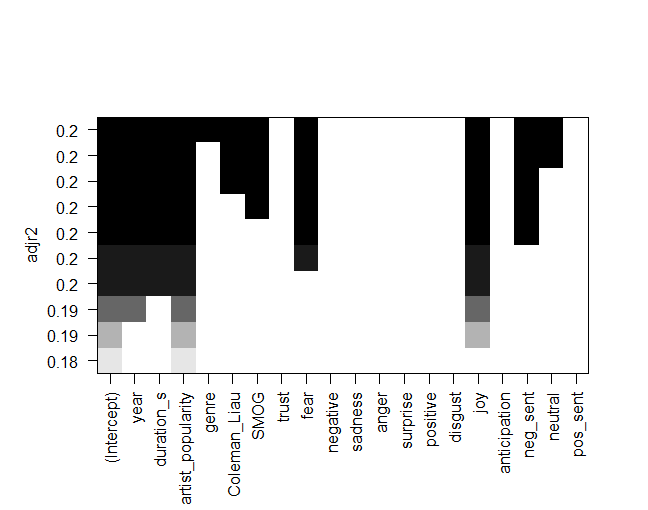 adjr2
0.2
0.2
0.2
0.2
0.2
0.2
0.2
0.19
0.19
0.18
(Intercept)
year
duration_s
artist_popularity
genre
Coleman_Liau
SMOG
trust
fear
negative
sadness
anger
surprise
positive
disgust
joy
anticipation
neg_sent
neutral
pos_sent